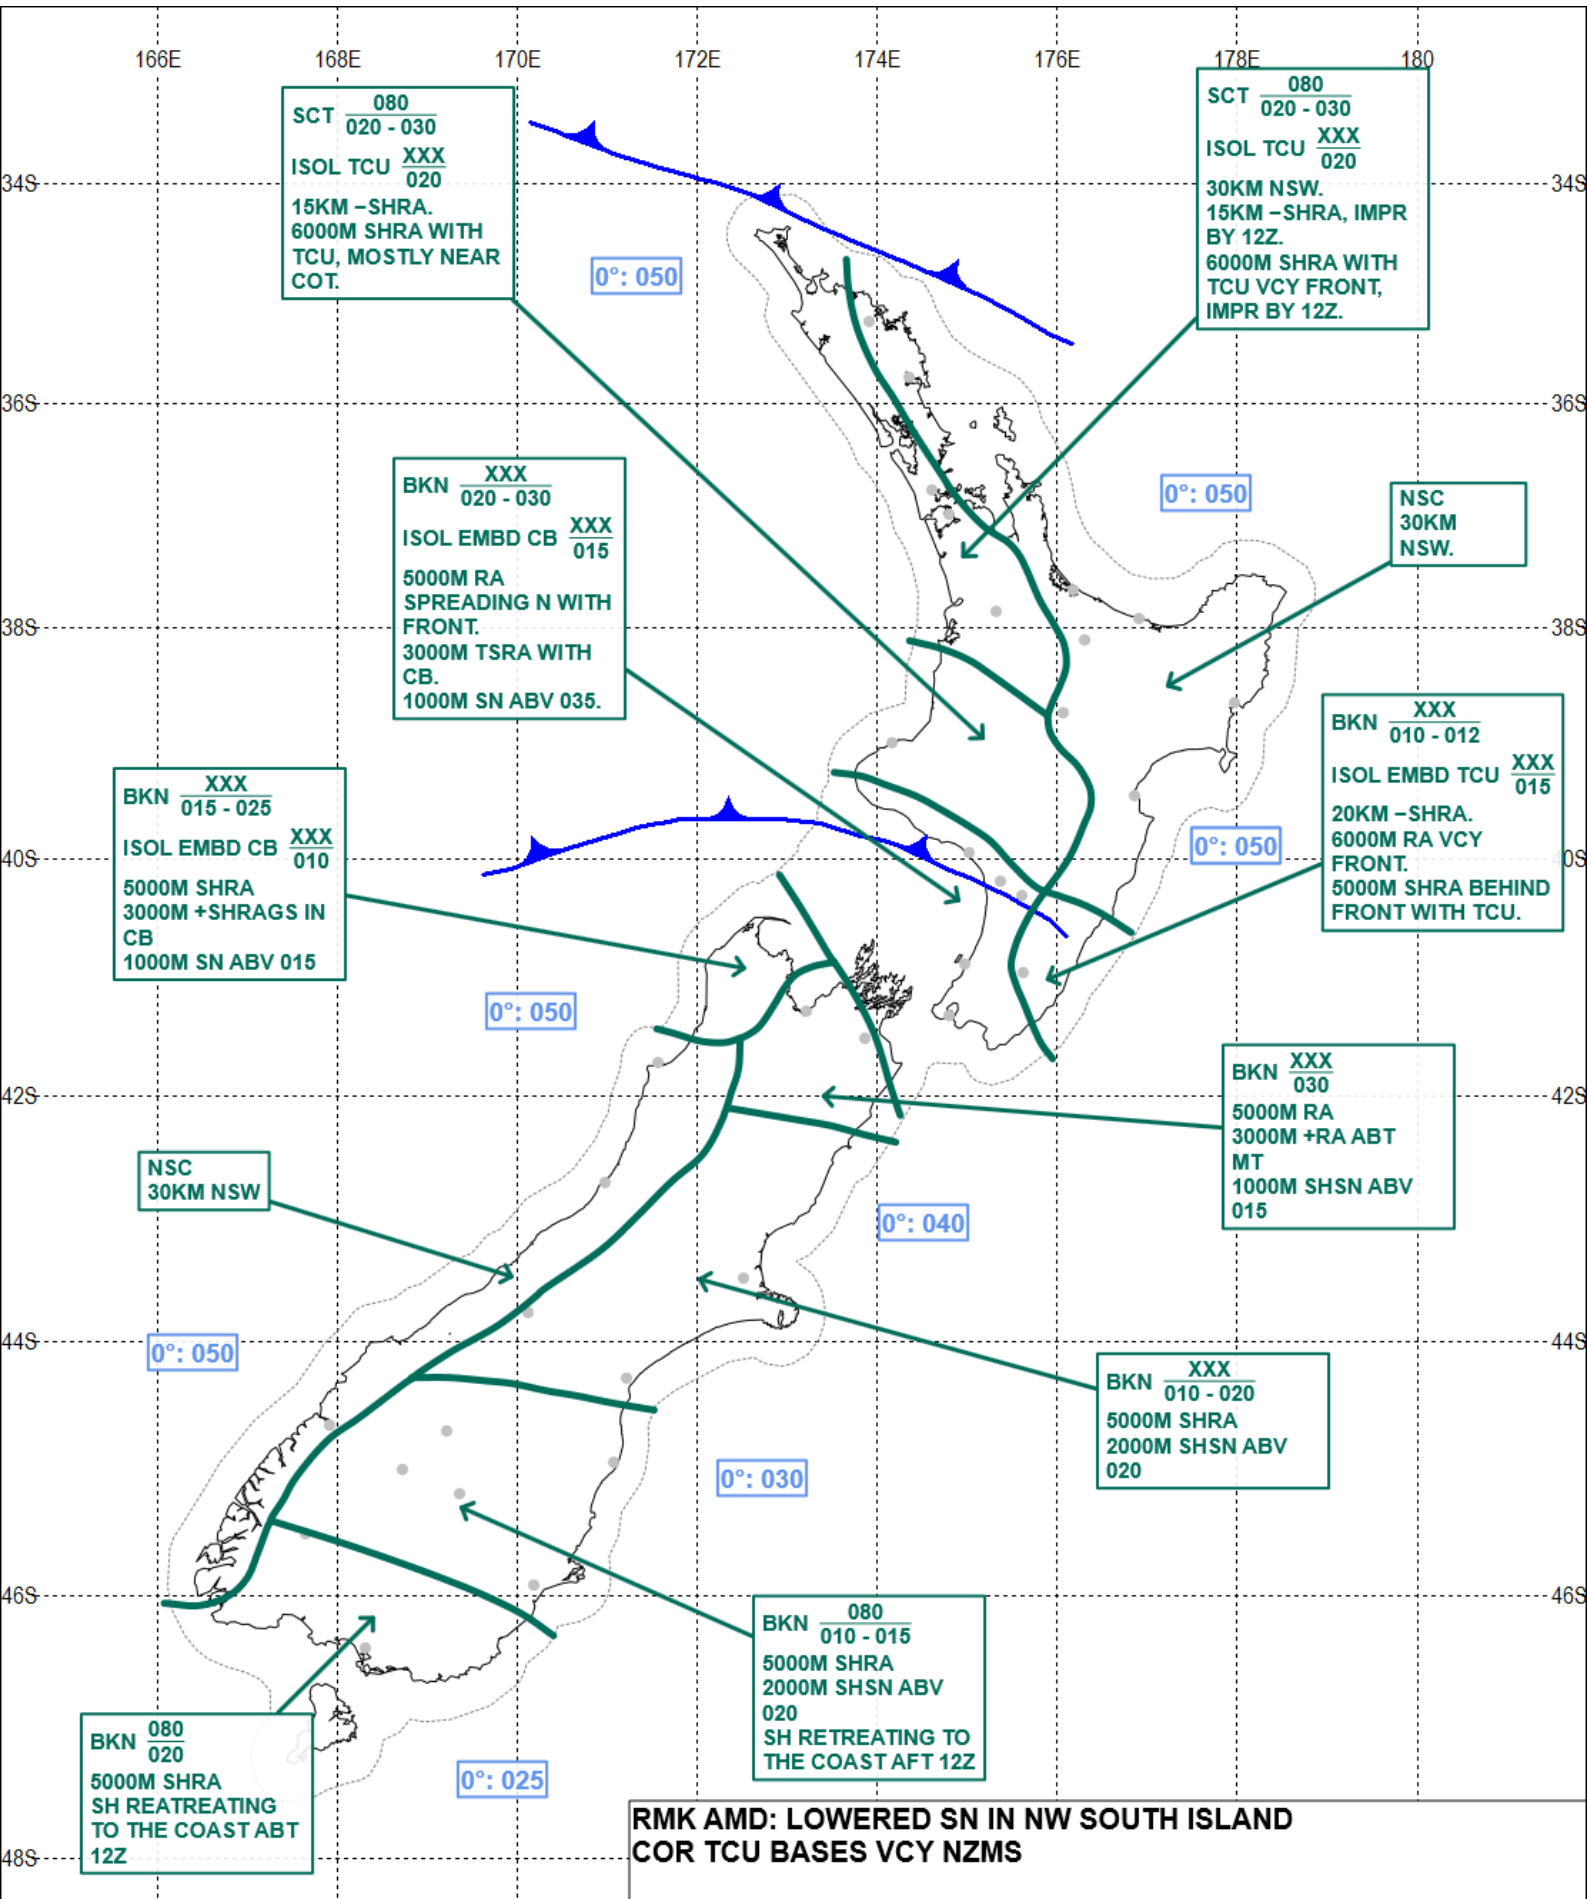 166E 168E 170E 172E 174E 176E 178E 180
SCT 080
020 - 030
ISOL TCU XXX
020
15KM –SHRA.
6000M SHRA WITH
TCU, MOSTLY NEAR
COT.
SCT 080
020 - 030
ISOL TCU XXX
020
30KM NSW.
15KM –SHRA, IMPR
BY 12Z.
6000M SHRA WITH
TCU VCY FRONT,
IMPR BY 12Z.
34S 34S
0°: 050
36S 36S
BKN XXX
020 - 030
ISOL EMBD CB XXX
015
5000M RA
SPREADING N WITH
FRONT.
3000M TSRA WITH
CB.
1000M SN ABV 035.
0°: 050
NSC
30KM
NSW.
38S 38S
BKN XXX
010 - 012
ISOL EMBD TCU XXX
015
20KM –SHRA.
6000M RA VCY
FRONT.
5000M SHRA BEHIND
FRONT WITH TCU.
BKN XXX
015 - 025
ISOL EMBD CB XXX
010
5000M SHRA
3000M +SHRAGS IN
CB
1000M SN ABV 015
0°: 050
40S 40S
0°: 050
BKN XXX
030
5000M RA
3000M +RA ABT
MT
1000M SHSN ABV
015
42S 42S
NSC
30KM NSW
0°: 040
44S 44S
0°: 050
BKN XXX
010 - 020
5000M SHRA
2000M SHSN ABV
020
0°: 030
46S 46S
BKN 080
010 - 015
5000M SHRA
2000M SHSN ABV
020
SH RETREATING TO
THE COAST AFT 12Z
BKN 080
020
5000M SHRA
SH REATREATING
TO THE COAST ABT
12Z
0°: 025
48S
RMK AMD: LOWERED SN IN NW SOUTH ISLAND
COR TCU BASES VCY NZMS